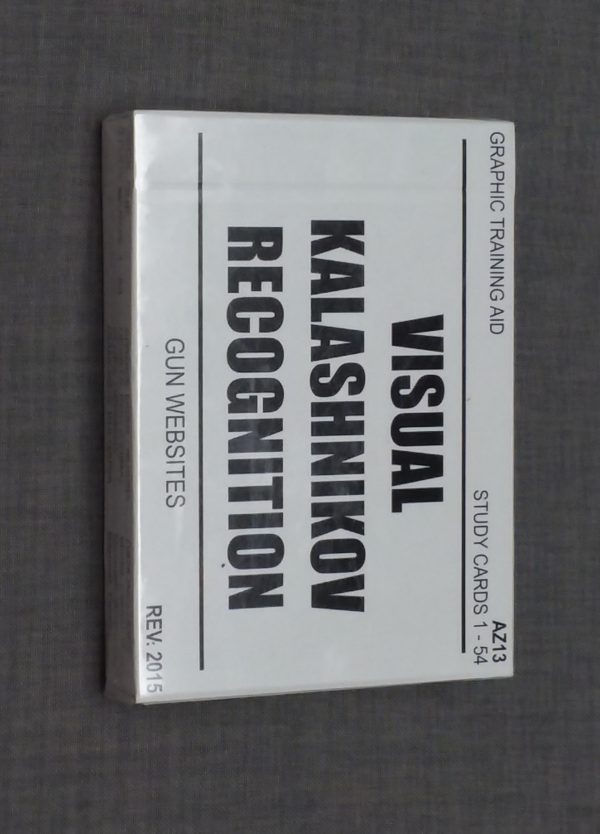 GRAPHIC TRAINING AID
AZ13
STUDY CARDS 1 - 54
VISUAL
KALASHNIKOV
RECOGNITION
GUN WEBSITES
REV: 2015